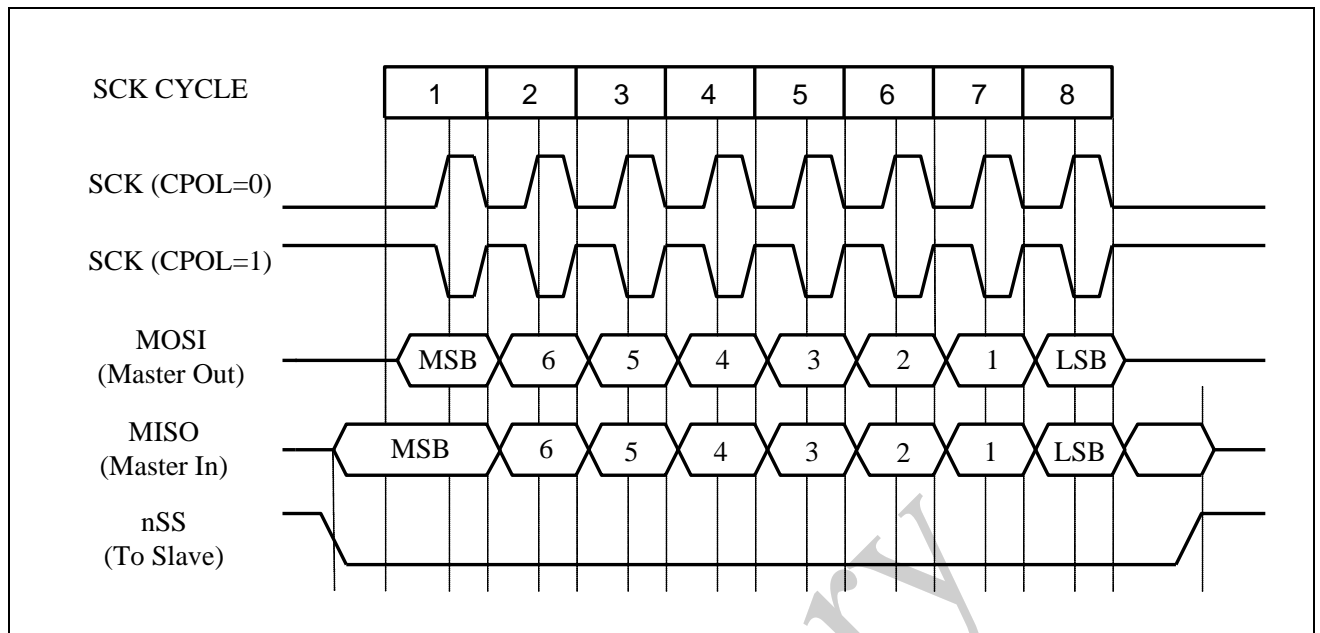 SCK CYCLE 1 2 3 4 5 6 7 8
SCK (CPOL=0)
SCK (CPOL=1)
MOSI
(Master Out)
MSB 6 5 4 3 2 1 LSB
MISO
(Master In)
MSB 6 5 4 3 2 1 LSB
nSS
(To Slave)
ry